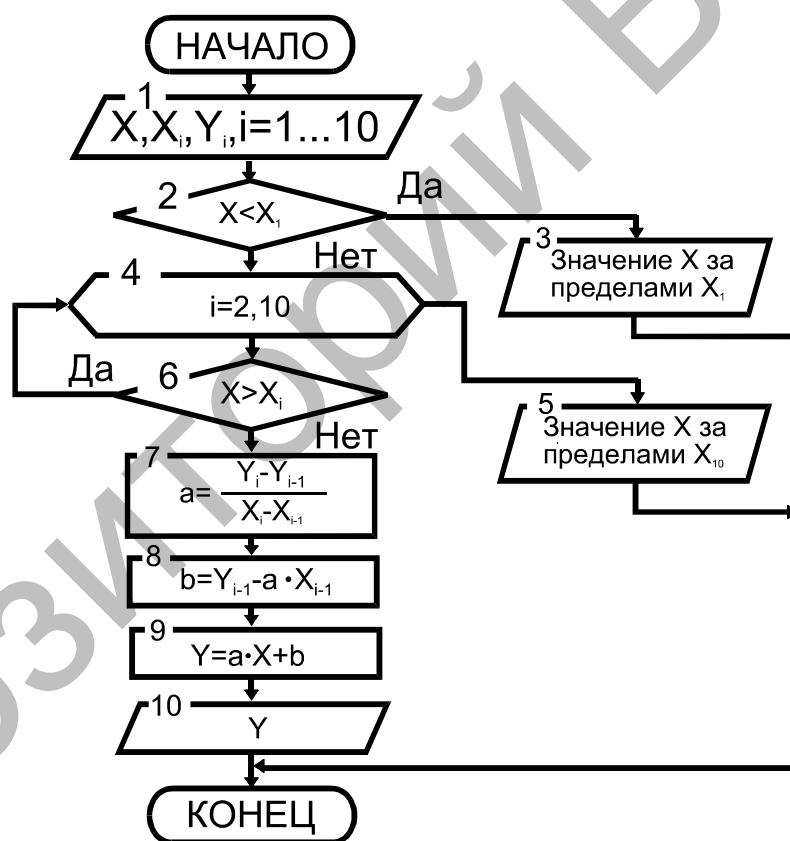 НАЧАЛО
1
X,Xᵢ,Yᵢ,i=1...10
2
X<X₁
Да
Нет
3
Значение X за
пределами X₁
4
i=2,10
Да
6
X>Xᵢ
Нет
5
Значение X за
пределами X₁₀
7
a= Yᵢ-Yᵢ₋₁
Xᵢ-Xᵢ₋₁
8
b=Yᵢ₋₁-a·Xᵢ₋₁
9
Y=a·X+b
10
Y
КОНЕЦ